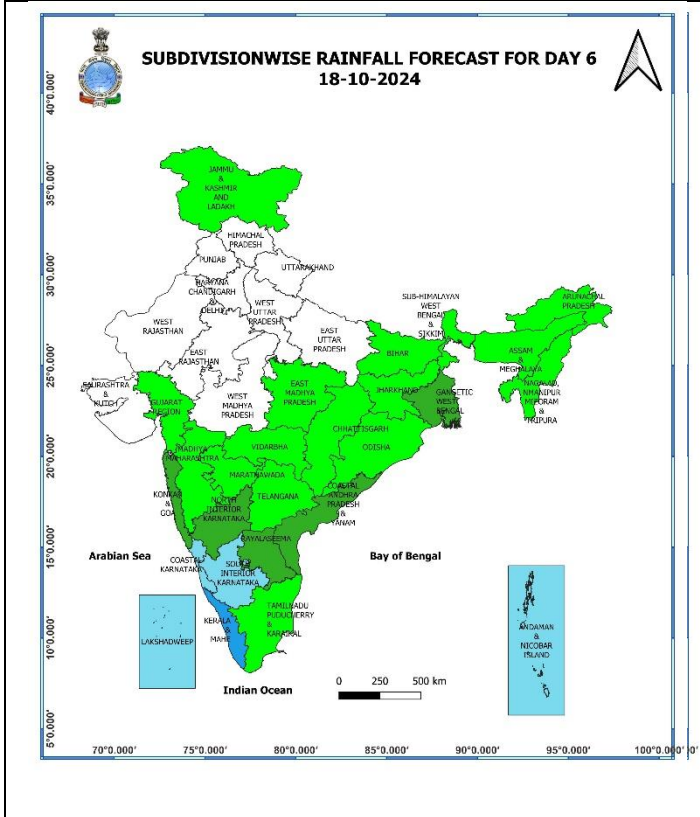 SUBDIVISIONWISE RAINFALL FORECAST FOR DAY 6
18-10-2024
40°0.000'
35°0.000'
30°0.000'
25°0.000'
20°0.000'
15°0.000'
10°0.000'
5°0.000'
JAMMU
&
KASHMIR
AND
LADAKH
HIMACHAL
PRADESH
PUNJAB
UTTARAKHAND
HARYANA
CHANDIGARH
&
DELHI
WEST
UTTAR
PRADESH
WEST
RAJASTHAN
EAST
RAJASTHAN
EAST
UTTAR
PRADESH
SUB-HIMALAYAN
WEST
BENGAL
&
SIKKIM
ARUNACHAL
PRADESH
ASSAM
&
MEGHALAYA
NAGALAND
MANIPUR
MIZORAM
&
TRIPURA
BIHAR
SAURASHTRA
&
KUTCH
GUJARAT
REGION
WEST
MADHYA
PRADESH
EAST
MADHYA
PRADESH
JHARKHAND
GANGETIC
WEST
BENGAL
CHHATTISGARH
ODISHA
MADHYA
MAHARASHTRA
VIDARBHA
MARATHWADA
TELANGANA
KONKAN
&
GOA
NORTH
INTERIOR
KARNATAKA
COASTAL
ANDHRA
PRADESH
&
YANAM
RAYALASEEMA
Arabian Sea
Bay of Bengal
COASTAL
KARNATAKA
SOUTH
INTERIOR
KARNATAKA
TAMILNADU
PUDUCHERRY
&
KARAIKAL
KERALA
&
MAHE
LAKSHADWEEP
ANDAMAN
&
NICOBAR
ISLAND
Indian Ocean
0 250 500 km
70°0.000' 75°0.000' 80°0.000' 85°0.000' 90°0.000' 95°0.000' 100°0.000'